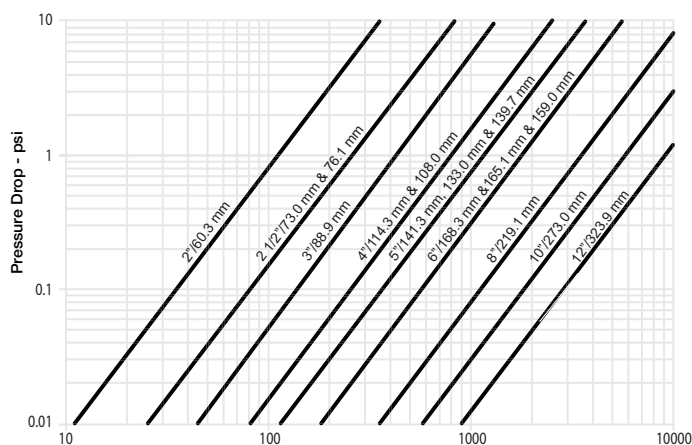 10
1
0.1
0.01
Pressure Drop - psi
2"/60.3 mm
2 1/2"/73.0 mm & 76.1 mm
3"/88.9 mm
4"/114.3 mm & 108.0 mm
5"/141.3 mm, 133.0 mm & 139.7 mm
6"/168.3 mm &165.1 mm & 159.0 mm
8"/219.1 mm
10"/273.0 mm
12"/323.9 mm
10
100
1000
10000